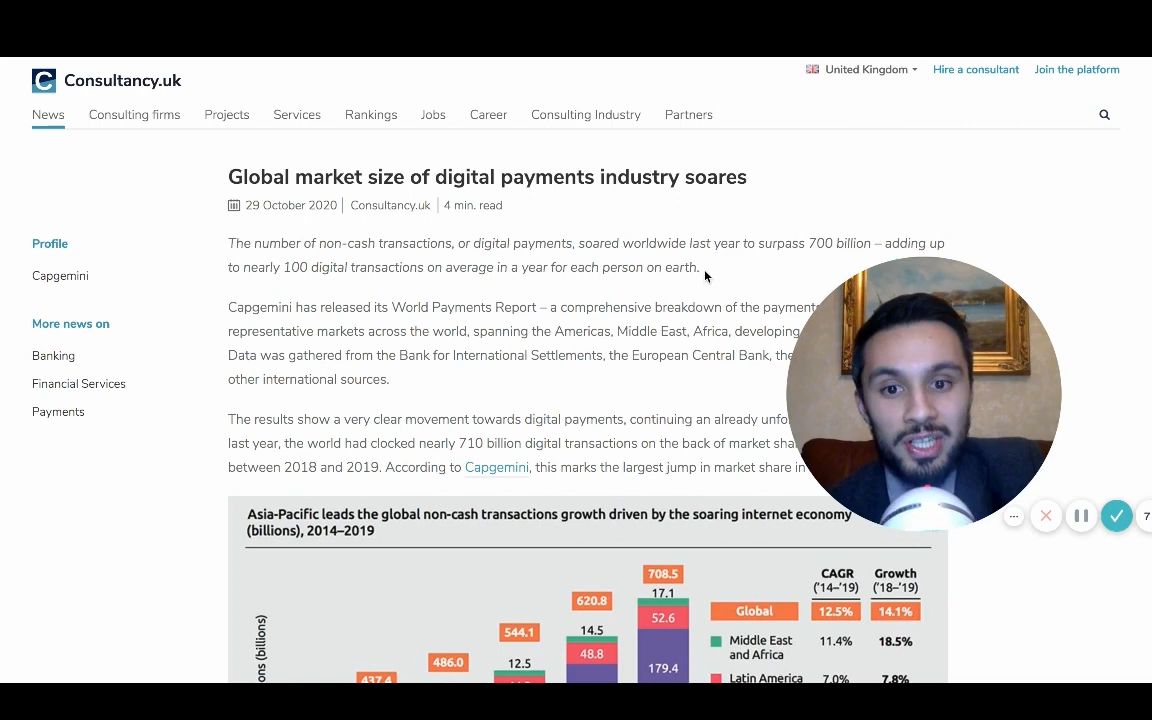 Consultancy.uk
United Kingdom
Hire a consultant
Join the platform
News
Consulting firms
Projects
Services
Rankings
Jobs
Career
Consulting Industry
Partners
Global market size of digital payments industry soares
29 October 2020 | Consultancy.uk | 4 min. read
Profile
Capgemini
More news on
Banking
Financial Services
Payments
The number of non-cash transactions, or digital payments, soared worldwide last year to surpass 700 billion – adding up
to nearly 100 digital transactions on average in a year for each person on earth.
Capgemini has released its World Payments Report – a comprehensive breakdown of the payments
representative markets across the world, spanning the Americas, Middle East, Africa, developing
Data was gathered from the Bank for International Settlements, the European Central Bank, the
other international sources.
The results show a very clear movement towards digital payments, continuing an already
last year, the world had clocked nearly 710 billion digital transactions on the back of market
between 2018 and 2019. According to Capgemini, this marks the largest jump in market share in
Asia-Pacific leads the global non-cash transactions growth driven by the soaring internet economy
(billions), 2014–2019
708.5
17.1
52.6
179.4
620.8
14.5
48.8
544.1
12.5
486.0
437.4
(billions)
CAGR
('14–'19)
Growth
('18–'19)
Global 12.5% 14.1%
Middle East
and Africa
11.4% 18.5%
Latin America 7.0% 7.8%
7